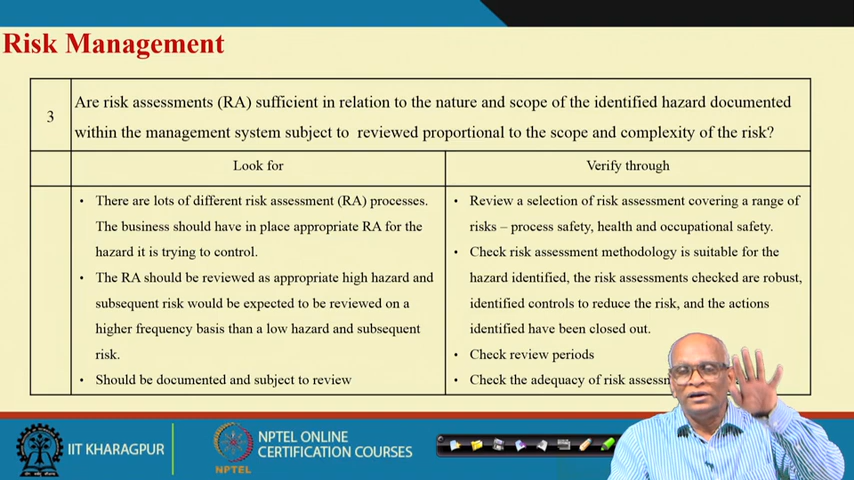 Risk Management
3
Are risk assessments (RA) sufficient in relation to the nature and scope of the identified hazard documented
within the management system subject to reviewed proportional to the scope and complexity of the risk?
Look for
Verify through
• There are lots of different risk assessment (RA) processes.
The business should have in place appropriate RA for the
hazard it is trying to control.
• The RA should be reviewed as appropriate high hazard and
subsequent risk would be expected to be reviewed on a
higher frequency basis than a low hazard and subsequent
risk.
• Should be documented and subject to review
• Review a selection of risk assessment covering a range of
risks – process safety, health and occupational safety.
• Check risk assessment methodology is suitable for the
hazard identified, the risk assessments checked are robust,
identified controls to reduce the risk, and the actions
identified have been closed out.
• Check review periods
• Check the adequacy of risk
IIT KHARAGPUR
NPTEL
NPTEL ONLINE
CERTIFICATION COURSES